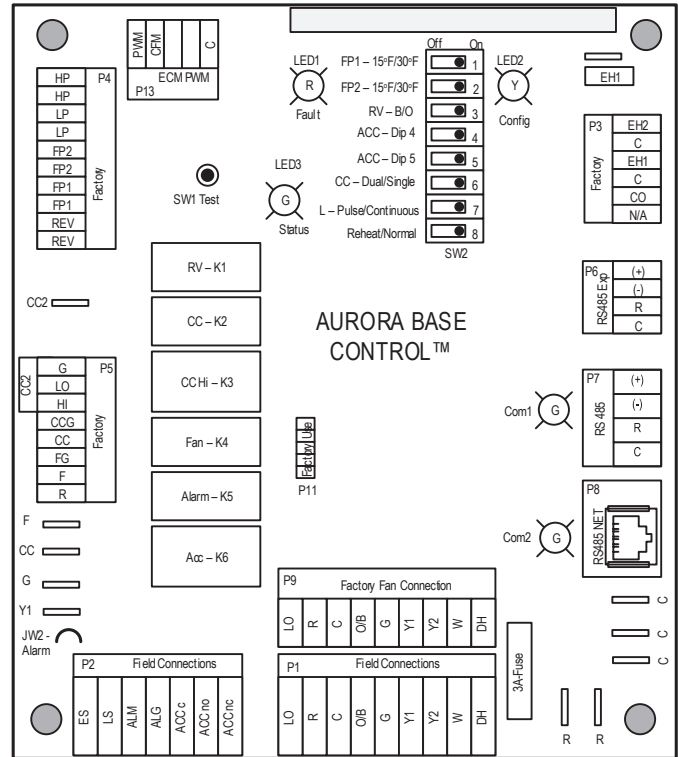 PWM
CFM
C
ECM PWM
P13
P4
HP
HP
LP
LP
FP2
FP2
FP1
FP1
REV
REV
Factory
SW1 Test
LED1
R
Fault
LED3
G
Status
Off
On
FP1 – 15°F/30°F
1
FP2 – 15°F/30°F
2
RV – B/O
3
ACC – Dip 4
4
ACC – Dip 5
5
CC – Dual/Single
6
L – Pulse/Continuous
7
Reheat/Normal
8
SW2
LED2
Y
Config
EH1
P3
EH2
C
EH1
C
CO
N/A
Factory
P6
(+)
(-)
R
C
RS485 Exp
P7
(+)
(-)
R
C
RS 485
Com1
G
P8
RS485 NET
Com2
G
C
C
C
R
R
AURORA BASE
CONTROL™
RV – K1
CC – K2
CC Hi – K3
Fan – K4
Alarm – K5
Acc – K6
Factory Use
P11
CC2
CC2
P5
G
LO
HI
CCG
CC
FG
F
R
Factory
F
CC
G
Y1
JW2 -
Alarm
P9
Factory Fan Connection
LO
R
C
O/B
G
Y1
Y2
W
DH
P2
Field Connections
ES
LS
ALM
ALG
ACC c
ACC no
ACC nc
P1
Field Connections
LO
R
C
O/B
G
Y1
Y2
W
DH
3A-Fuse